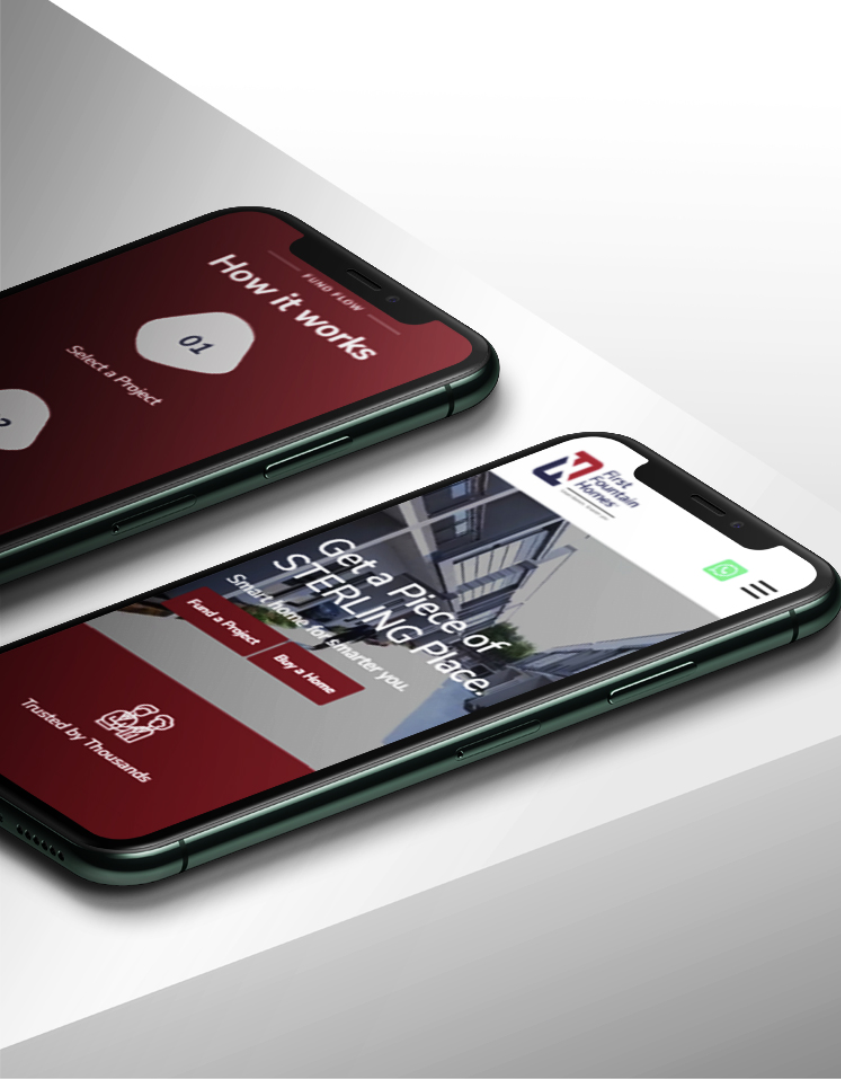 FUND FLOW
How it works
01
Select a Project
First
Fountain
Homes
Get a Piece of
STERLING Place.
Smart home for smarter you.
Fund a Project
Buy a Home
Trusted by Thousands